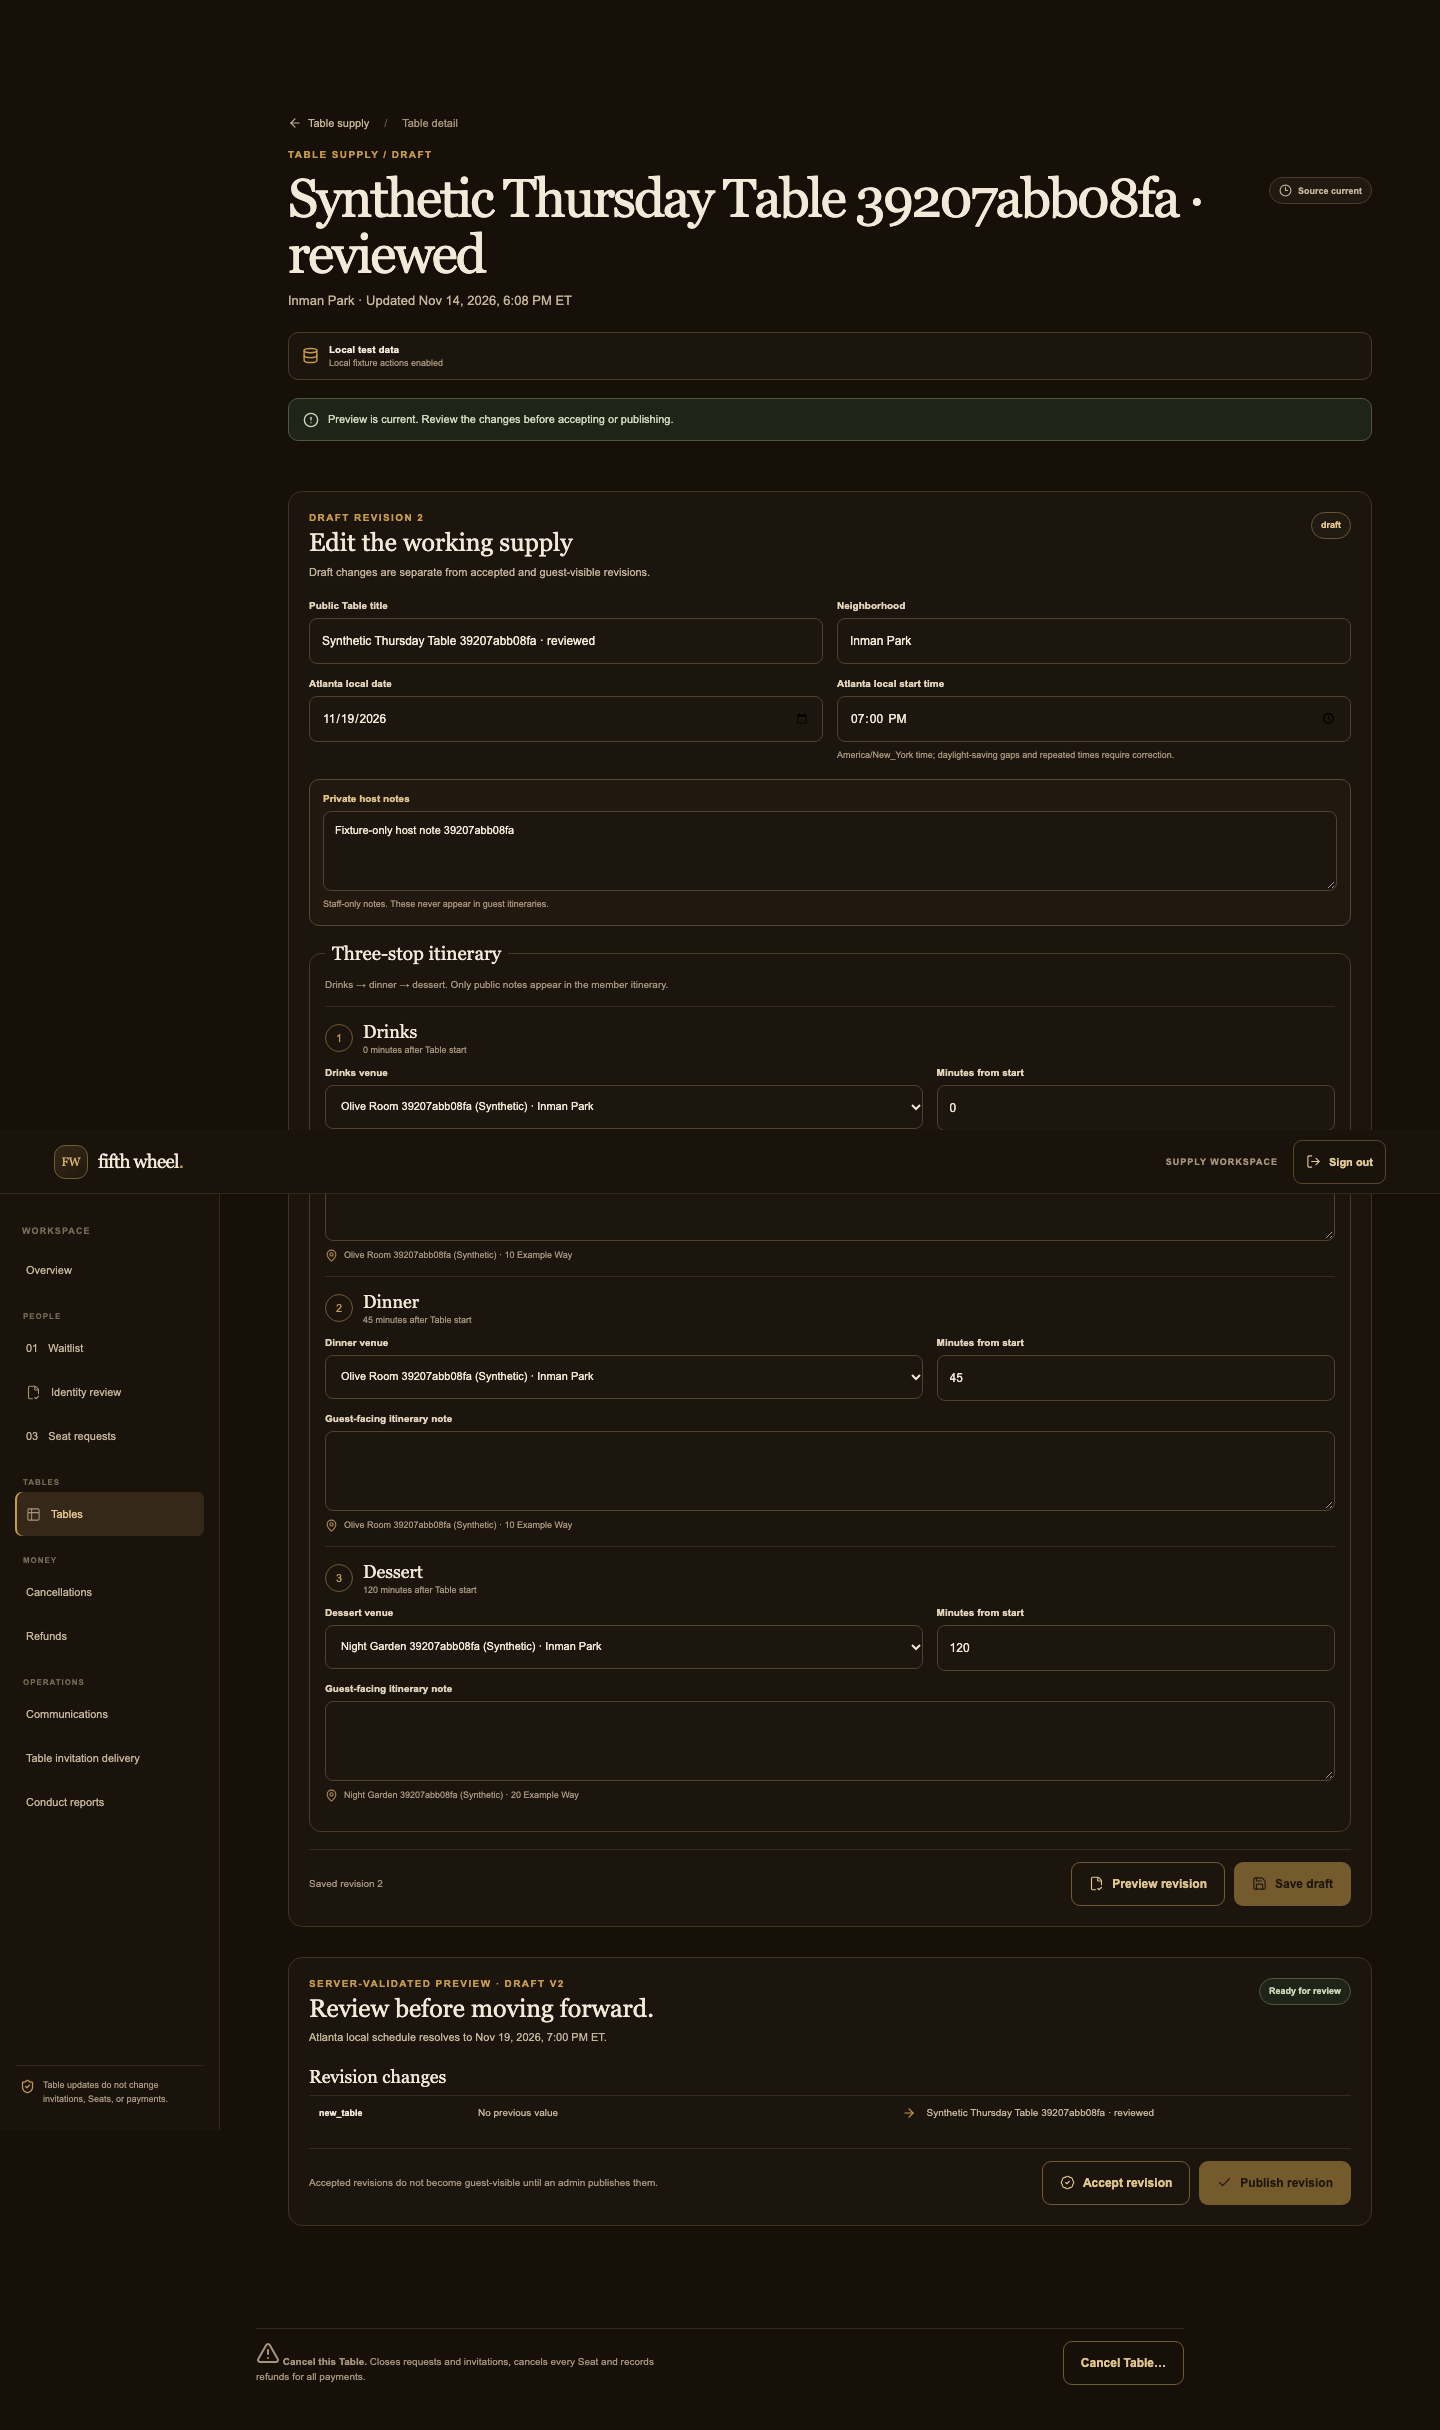 Table supply / Table detail
TABLE SUPPLY / DRAFT
Synthetic Thursday Table 39207abb08fa ·
reviewed
Source current
Inman Park · Updated Nov 14, 2026, 6:08 PM ET
Local test data
Local fixture actions enabled
Preview is current. Review the changes before accepting or publishing.
DRAFT REVISION 2
draft
Edit the working supply
Draft changes are separate from accepted and guest-visible revisions.
Public Table title
Neighborhood
Synthetic Thursday Table 39207abb08fa · reviewed
Inman Park
Atlanta local date
Atlanta local start time
11/19/2026
07:00 PM
America/New_York time; daylight-saving gaps and repeated times require correction.
Private host notes
Fixture-only host note 39207abb08fa
Staff-only notes. These never appear in guest itineraries.
Three-stop itinerary
Drinks → dinner → dessert. Only public notes appear in the member itinerary.
1
Drinks
0 minutes after Table start
Drinks venue
Minutes from start
Olive Room 39207abb08fa (Synthetic) · Inman Park
0
FW
fifth wheel.
SUPPLY WORKSPACE
Sign out
WORKSPACE
Overview
PEOPLE
01 Waitlist
Identity review
03 Seat requests
TABLES
Tables
MONEY
Cancellations
Refunds
OPERATIONS
Communications
Table invitation delivery
Conduct reports
Table updates do not change
invitations, Seats, or payments.
Olive Room 39207abb08fa (Synthetic) · 10 Example Way
2
Dinner
45 minutes after Table start
Dinner venue
Minutes from start
Olive Room 39207abb08fa (Synthetic) · Inman Park
45
Guest-facing itinerary note
Olive Room 39207abb08fa (Synthetic) · 10 Example Way
3
Dessert
120 minutes after Table start
Dessert venue
Minutes from start
Night Garden 39207abb08fa (Synthetic) · Inman Park
120
Guest-facing itinerary note
Night Garden 39207abb08fa (Synthetic) · 20 Example Way
Saved revision 2
Preview revision
Save draft
SERVER-VALIDATED PREVIEW · DRAFT V2
Ready for review
Review before moving forward.
Atlanta local schedule resolves to Nov 19, 2026, 7:00 PM ET.
Revision changes
new_table
No previous value
Synthetic Thursday Table 39207abb08fa · reviewed
Accepted revisions do not become guest-visible until an admin publishes them.
Accept revision
Publish revision
Cancel this Table. Closes requests and invitations, cancels every Seat and records
refunds for all payments.
Cancel Table…